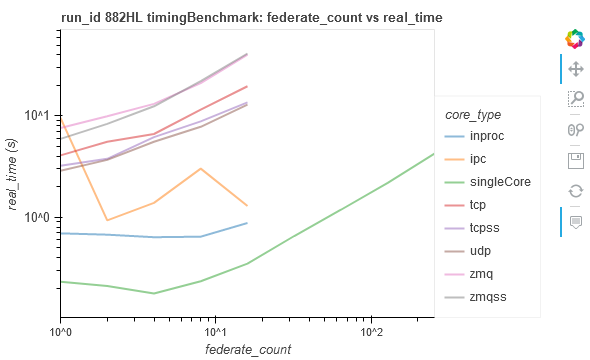 run_id 882HL timingBenchmark: federate_count vs real_time
real_time (s)
10^1
10^0
10^0
10^1
10^2
federate_count
core_type
inproc
ipc
singleCore
tcp
tcpss
udp
zmq
zmqss